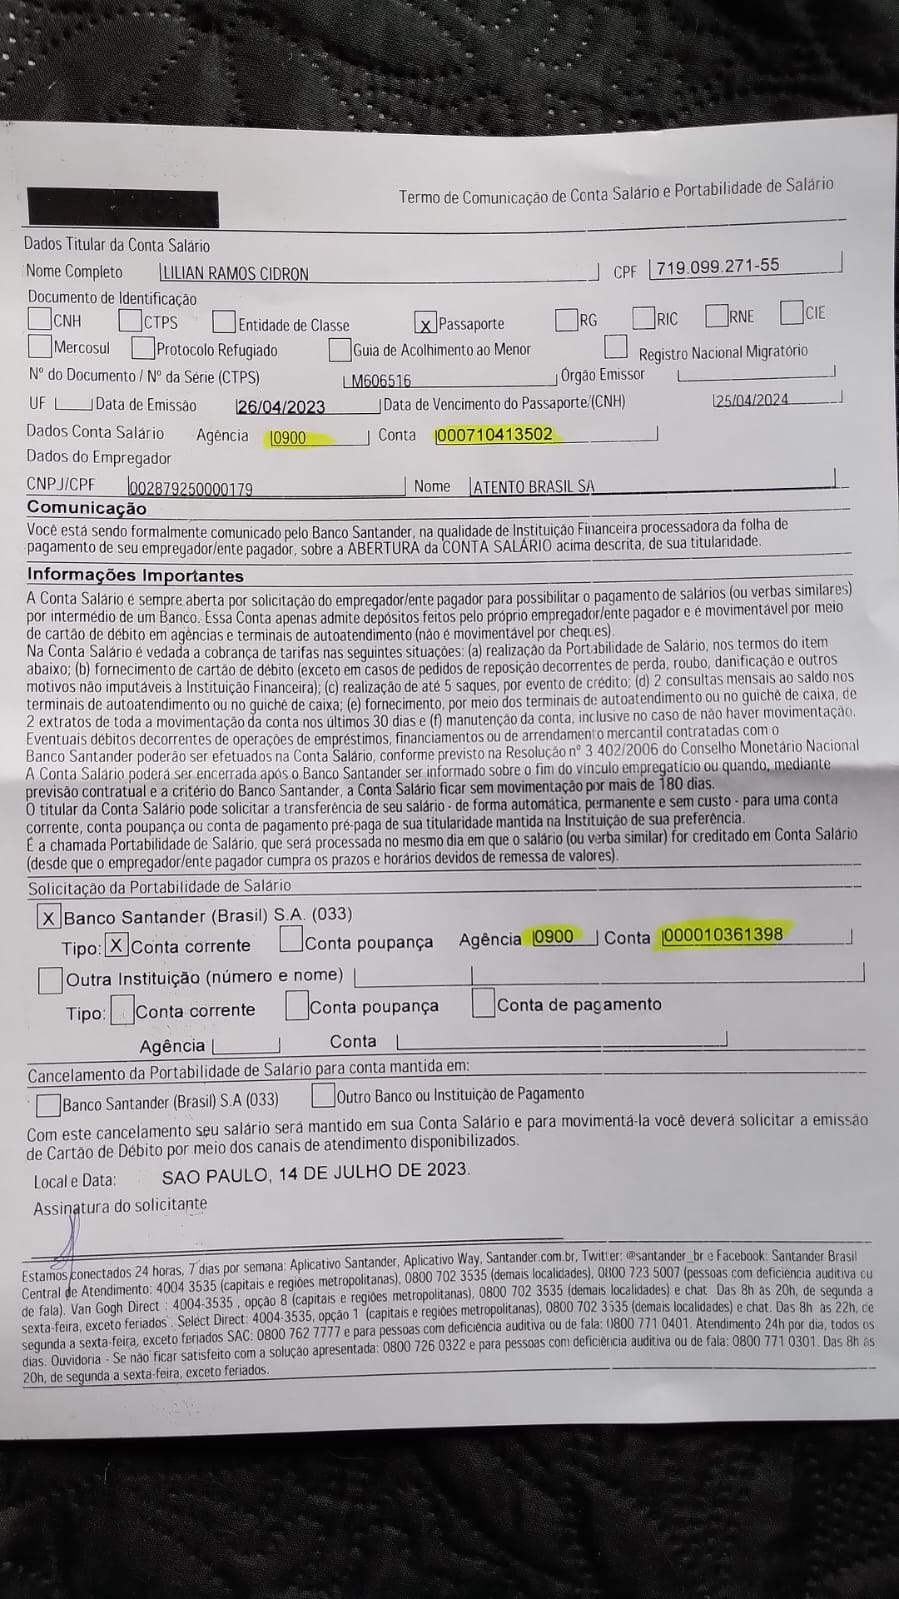 Termo de Comunicação de Conta Salário e Portabilidade de Salário
Dados Titular da Conta Salário
Nome Completo LILIAN RAMOS CIDRON CPF 719.099.271-55
Documento de Identificação
CNH CTPS Entidade de Classe X Passaporte RG RIC RNE CIE
Mercosul Protocolo Refugiado Guia de Acolhimento ao Menor Registro Nacional Migratório
Nº do Documento / Nº da Série (CTPS) LM606516 Órgão Emissor
UF Data de Emissão 26/04/2023 Data de Vencimento do Passaporte/(CNH) 25/04/2024
Dados Conta Salário Agência 0900 Conta 000710413502
Dados do Empregador
CNPJ/CPF 002879250000179 Nome ATENTO BRASIL SA
Comunicação
Você está sendo formalmente comunicado pelo Banco Santander, na qualidade de Instituição Financeira processadora da folha de
pagamento de seu empregador/ente pagador, sobre a ABERTURA da CONTA SALÁRIO acima descrita, de sua titularidade.
Informações Importantes
A Conta Salário é sempre aberta por solicitação do empregador/ente pagador para possibilitar o pagamento de salários (ou verbas similares)
por intermédio de um Banco. Essa Conta apenas admite depósitos feitos pelo próprio empregador/ente pagador e é movimentável por meio
de cartão de débito em agências e terminais de autoatendimento (não é movimentável por cheques).
Na Conta Salário é vedada a cobrança de tarifas nas seguintes situações: (a) realização da Portabilidade de Salário, nos termos do item
abaixo; (b) fornecimento de cartão de débito (exceto em casos de pedidos de reposição decorrentes de perda, roubo, danificação e outros
motivos não imputáveis à Instituição Financeira); (c) realização de até 5 saques, por evento de crédito; (d) 2 consultas mensais ao saldo nos
terminais de autoatendimento ou no guichê de caixa; (e) fornecimento, por meio dos terminais de autoatendimento ou no guichê de caixa, de
2 extratos de toda a movimentação da conta nos últimos 30 dias e (f) manutenção da conta, inclusive no caso de não haver movimentação.
Eventuais débitos decorrentes de operações de empréstimos, financiamentos ou de arrendamento mercantil contratadas com o
Banco Santander poderão ser efetuados na Conta Salário, conforme previsto na Resolução nº 3.402/2006 do Conselho Monetário Nacional
A Conta Salário poderá ser encerrada após o Banco Santander ser informado sobre o fim do vínculo empregatício ou quando, mediante
previsão contratual e a critério do Banco Santander, a Conta Salário ficar sem movimentação por mais de 180 dias.
O titular da Conta Salário pode solicitar a transferência de seu salário - de forma automática, permanente e sem custo - para uma conta
corrente, conta poupança ou conta de pagamento pré-paga de sua titularidade mantida na Instituição de sua preferência.
É a chamada Portabilidade de Salário, que será processada no mesmo dia em que o salário (ou verba similar) for creditado em Conta Salário
(desde que o empregador/ente pagador cumpra os prazos e horários devidos de remessa de valores).
Solicitação da Portabilidade de Salário
X Banco Santander (Brasil) S.A. (033)
Tipo: X Conta corrente Conta poupança Agência 0900 Conta 000010361398
Outra Instituição (número e nome)
Tipo: Conta corrente Conta poupança Conta de pagamento
Agência Conta
Cancelamento da Portabilidade de Salário para conta mantida em:
Banco Santander (Brasil) S.A (033) Outro Banco ou Instituição de Pagamento
Com este cancelamento seu salário será mantido em sua Conta Salário e para movimentá-la você deverá solicitar a emissão
de Cartão de Débito por meio dos canais de atendimento disponibilizados.
Local e Data: SAO PAULO, 14 DE JULHO DE 2023.
Assinatura do solicitante
Estamos conectados 24 horas, 7 dias por semana: Aplicativo Santander, Aplicativo Way, Santander.com.br, Twitter: @santander_br e Facebook: Santander Brasil
Central de Atendimento: 4004 3535 (capitais e regiões metropolitanas), 0800 702 3535 (demais localidades), 0800 723 5007 (pessoas com deficiência auditiva ou
de fala). Van Gogh Direct : 4004-3535 , opção 8 (capitais e regiões metropolitanas), 0800 702 3535 (demais localidades) e chat Das 8h às 20h, de segunda a
sexta-feira, exceto feriados . Select Direct: 4004-3535, opção 1 (capitais e regiões metropolitanas), 0800 702 3535 (demais localidades) e chat. Das 8h às 22h, de
segunda a sexta-feira, exceto feriados SAC: 0800 762 7777 e para pessoas com deficiência auditiva ou de fala: 0800 771 0401. Atendimento 24h por dia, todos os
dias. Ouvidoria - Se não ficar satisfeito com a solução apresentada: 0800 726 0322 e para pessoas com deficiência auditiva ou de fala: 0800 771 0301. Das 8h às
20h, de segunda a sexta-feira, exceto feriados.